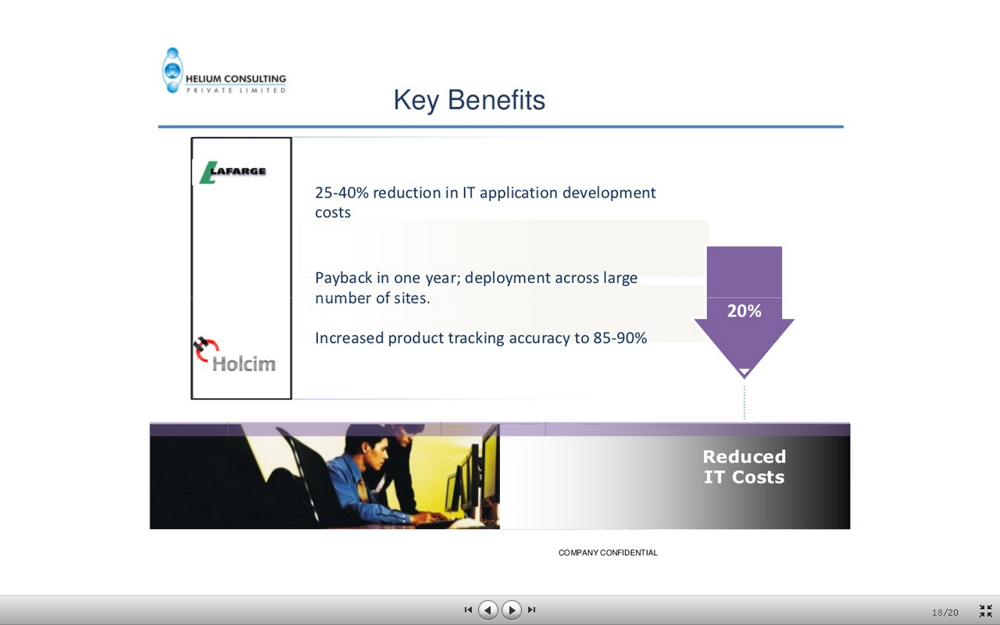 HELIUM CONSULTING
PRIVATE LIMITED
Key Benefits
LAFARGE
25-40% reduction in IT application development
costs
Payback in one year; deployment across large
number of sites.
20%
Increased product tracking accuracy to 85-90%
Holcim
Reduced
IT Costs
COMPANY CONFIDENTIAL
18/20